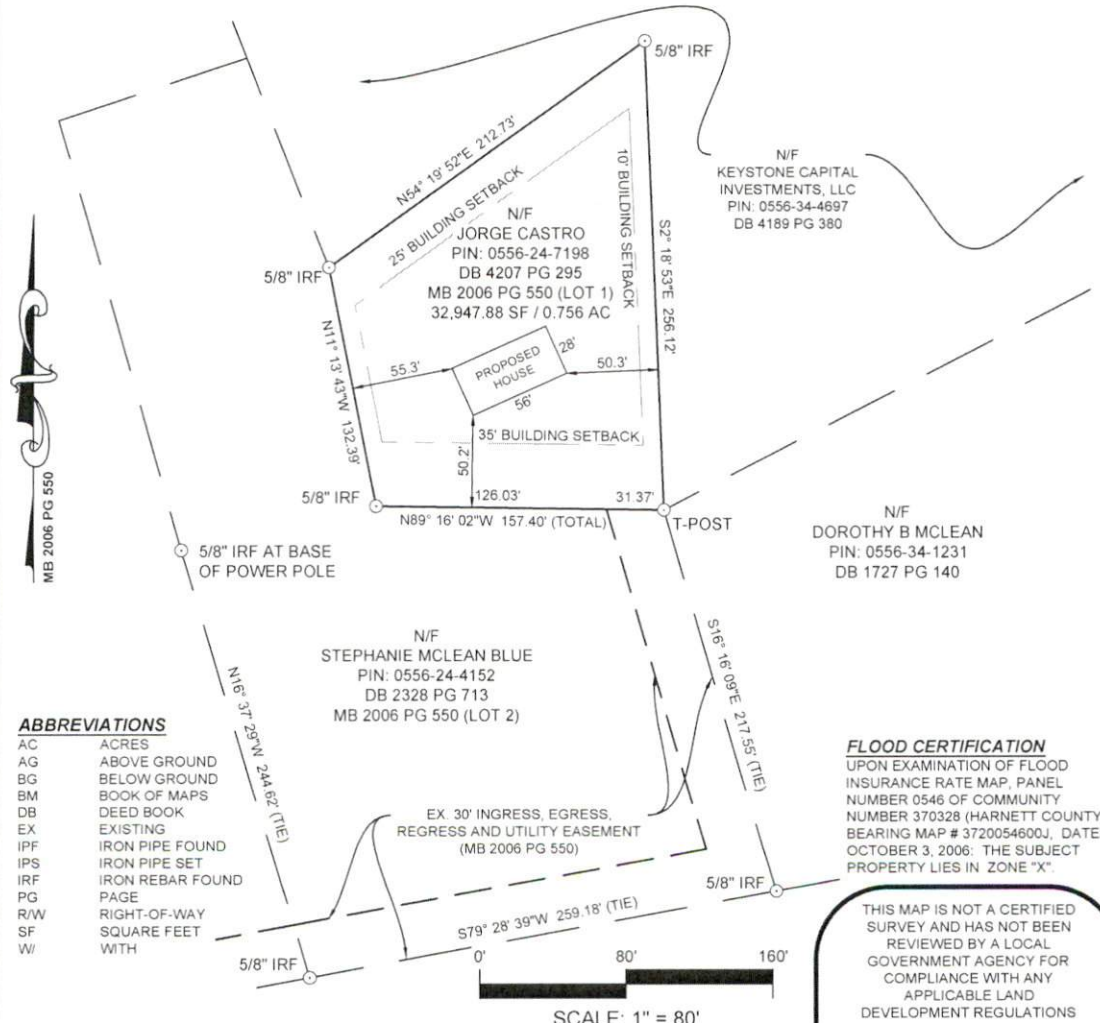 5/8" IRF
N54° 19' 52"E 212.73'
25' BUILDING SETBACK
10' BUILDING SETBACK
S2° 18' 53"E 256.12'
N/F
KEYSTONE CAPITAL
INVESTMENTS, LLC
PIN: 0556-34-4697
DB 4189 PG 380
N/F
JORGE CASTRO
PIN: 0556-24-7198
DB 4207 PG 295
MB 2006 PG 550 (LOT 1)
32,947.88 SF / 0.756 AC
5/8" IRF
N11° 13' 43"W 132.39'
55.3'
PROPOSED
HOUSE
28'
50.3'
56'
35' BUILDING SETBACK
50.2'
5/8" IRF
126.03'
31.37'
N89° 16' 02"W 157.40' (TOTAL)
T-POST
MB 2006 PG 550
5/8" IRF AT BASE
OF POWER POLE
N/F
DOROTHY B MCLEAN
PIN: 0556-34-1231
DB 1727 PG 140
N/F
STEPHANIE MCLEAN BLUE
PIN: 0556-24-4152
DB 2328 PG 713
MB 2006 PG 550 (LOT 2)
N16° 37' 29"W 244.62' (TIE)
S16° 16' 09"E 217.55' (TIE)
ABBREVIATIONS
AC ACRES
AG ABOVE GROUND
BG BELOW GROUND
BM BOOK OF MAPS
DB DEED BOOK
EX EXISTING
IPF IRON PIPE FOUND
IPS IRON PIPE SET
IRF IRON REBAR FOUND
PG PAGE
R/W RIGHT-OF-WAY
SF SQUARE FEET
W/ WITH
EX. 30' INGRESS, EGRESS,
REGRESS AND UTILITY EASEMENT
(MB 2006 PG 550)
FLOOD CERTIFICATION
UPON EXAMINATION OF FLOOD
INSURANCE RATE MAP, PANEL
NUMBER 0546 OF COMMUNITY
NUMBER 370328 (HARNETT COUNTY
BEARING MAP # 3720054600J, DATE
OCTOBER 3, 2006: THE SUBJECT
PROPERTY LIES IN ZONE "X".
5/8" IRF
S79° 28' 39"W 259.18' (TIE)
5/8" IRF
0' 80' 160'
SCALE: 1" = 80'
THIS MAP IS NOT A CERTIFIED
SURVEY AND HAS NOT BEEN
REVIEWED BY A LOCAL
GOVERNMENT AGENCY FOR
COMPLIANCE WITH ANY
APPLICABLE LAND
DEVELOPMENT REGULATIONS